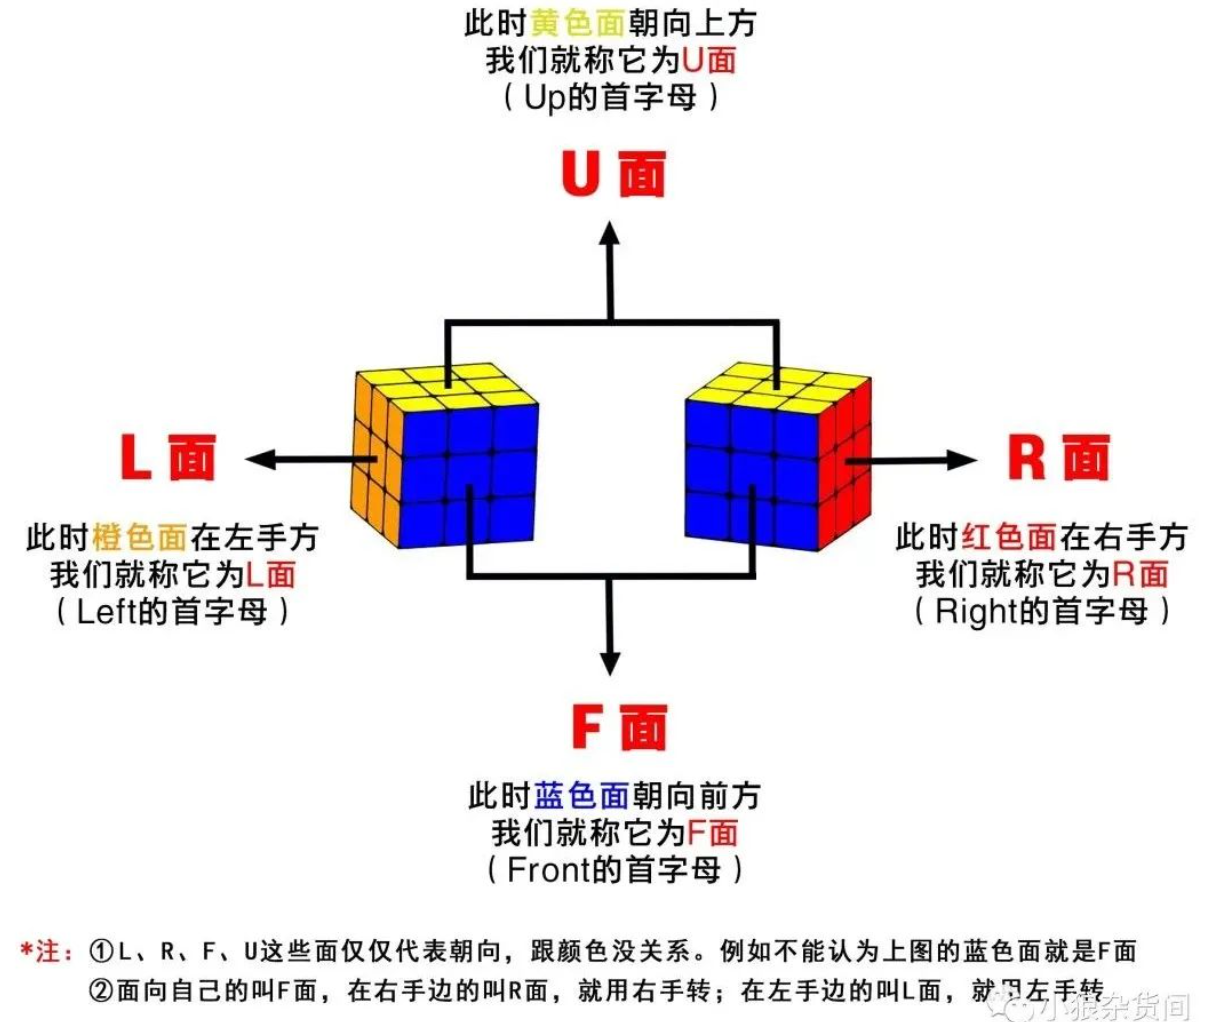 此时黄色面朝向上方
我们就称它为U面
（Up的首字母）
U 面
L 面
此时橙色面在左手方
我们就称它为L面
（Left的首字母）
R 面
此时红色面在右手方
我们就称它为R面
（Right的首字母）
F 面
此时蓝色面朝向前方
我们就称它为F面
（Front的首字母）
*注：①L、R、F、U这些面仅仅代表朝向，跟颜色没关系。例如不能认为上图的蓝色面就是F面
②面向自己的叫F面，在右手边的叫R面，就用右手转；在左手边的叫L面，就用左手转
小狼杂货间